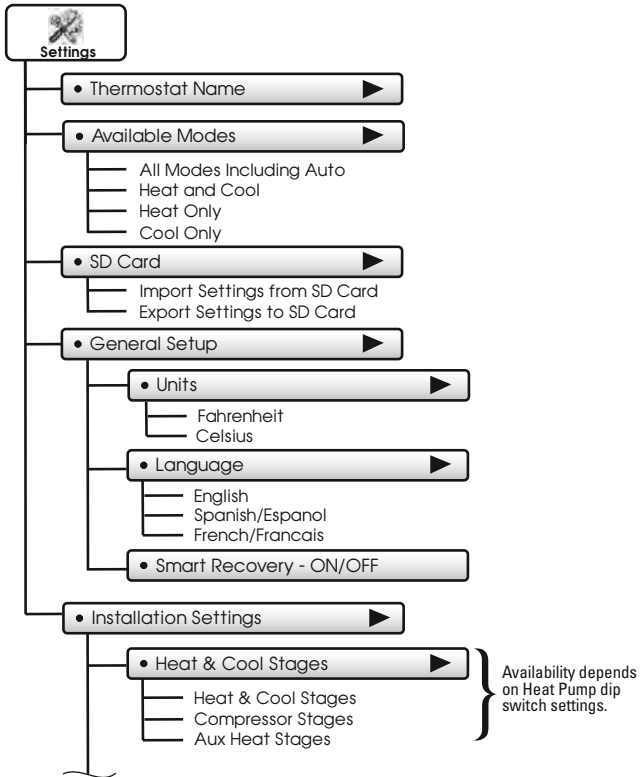 Settings
• Thermostat Name
• Available Modes
All Modes Including Auto
Heat and Cool
Heat Only
Cool Only
• SD Card
Import Settings from SD Card
Export Settings to SD Card
• General Setup
• Units
Fahrenheit
Celsius
• Language
English
Spanish/Espanol
French/Francais
• Smart Recovery - ON/OFF
• Installation Settings
• Heat & Cool Stages
Heat & Cool Stages
Compressor Stages
Aux Heat Stages
Availability depends
on Heat Pump dip
switch settings.